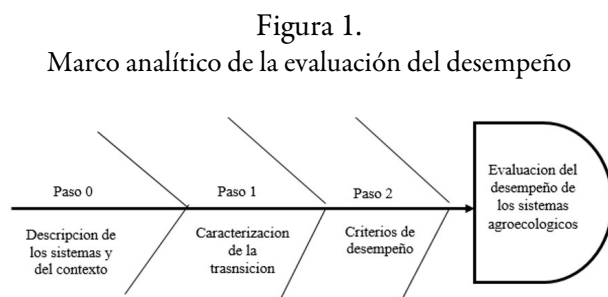 Figura 1.
Marco analítico de la evaluación del desempeño
Paso 0
Descripcion de
los sistemas y
del contexto
Paso 1
Caracterizacion
de la
trasnsicion
Paso 2
Criterios de
desempeño
Evaluacion del
desempeño de
los sistemas
agroecologicos